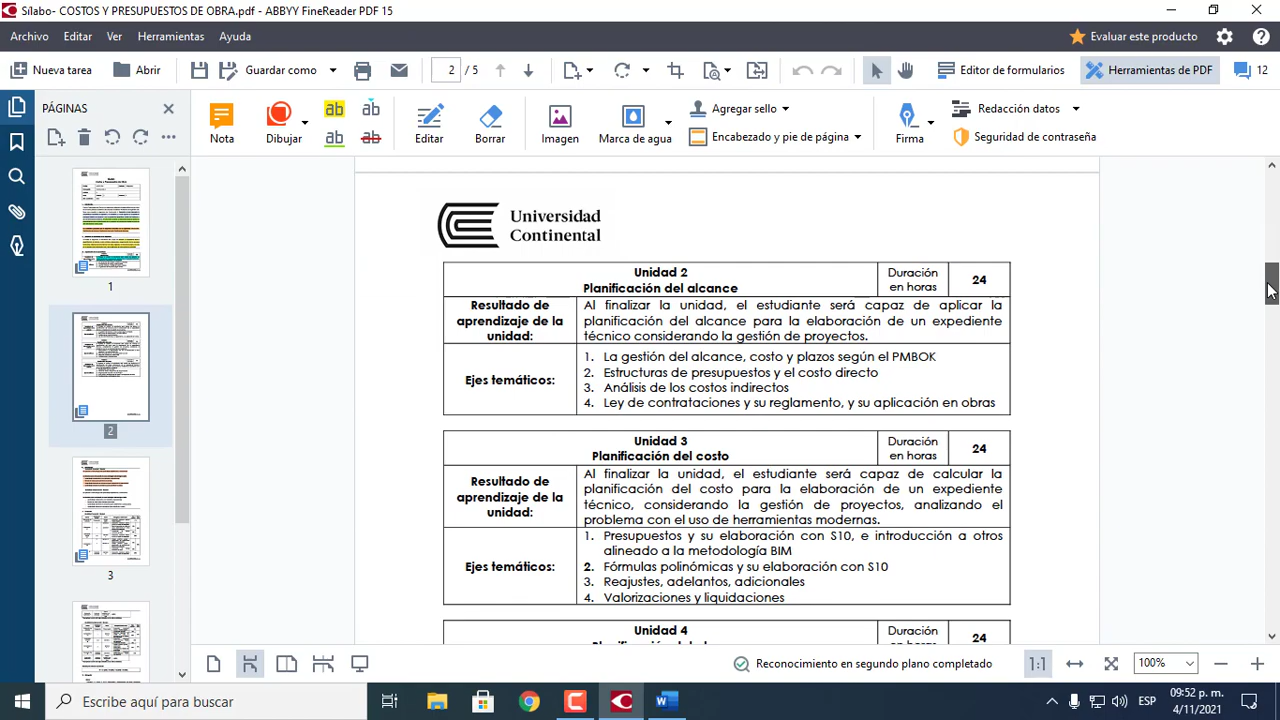 Sílabo- COSTOS Y PRESUPUESTOS DE OBRA.pdf - ABBYY FineReader PDF 15
Archivo Editar Ver Herramientas Ayuda
Evaluar este producto
Nueva tarea Abrir Guardar como 2 / 5 Editor de formularios Herramientas de PDF 12
PÁGINAS
Nota Dibujar Editar Borrar Imagen Marca de agua Agregar sello Encabezado y pie de página Firma Redacción datos Seguridad de contraseña
1
2
3
Universidad
Continental
Unidad 2
Planificación del alcance
Duración
en horas
24
Resultado de
aprendizaje de la
unidad:
Al finalizar la unidad, el estudiante será capaz de aplicar la
planificación del alcance para la elaboración de un expediente
técnico considerando la gestión de proyectos.
Ejes temáticos:
1. La gestión del alcance, costo y plazos según el PMBOK
2. Estructuras de presupuestos y el costo directo
3. Análisis de los costos indirectos
4. Ley de contrataciones y su reglamento, y su aplicación en obras
Unidad 3
Planificación del costo
Duración
en horas
24
Resultado de
aprendizaje de la
unidad:
Al finalizar la unidad, el estudiante será capaz de calcular la
planificación del costo para la elaboración de un expediente
técnico, considerando la gestión de proyectos, analizando el
problema con el uso de herramientas modernas.
Ejes temáticos:
1. Presupuestos y su elaboración con S10, e introducción a otros
alineado a la metodología BIM
2. Fórmulas polinómicas y su elaboración con S10
3. Reajustes, adelantos, adicionales
4. Valorizaciones y liquidaciones
Unidad 4
Duración
24
Reconocimiento en segundo plano completado
1:1
100%
Escribe aquí para buscar
ESP
09:52 p. m.
4/11/2021